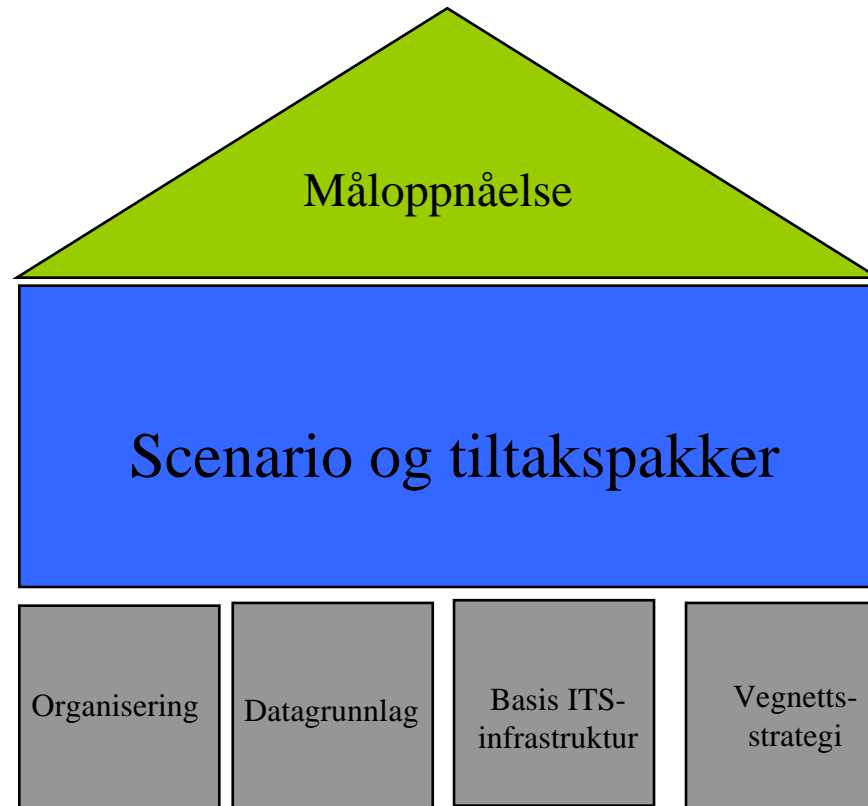 Måloppnåelse
Scenario og tiltakspakker
Organisering
Datagrunnlag
Basis ITS-
infrastruktur
Vegnetts-
strategi